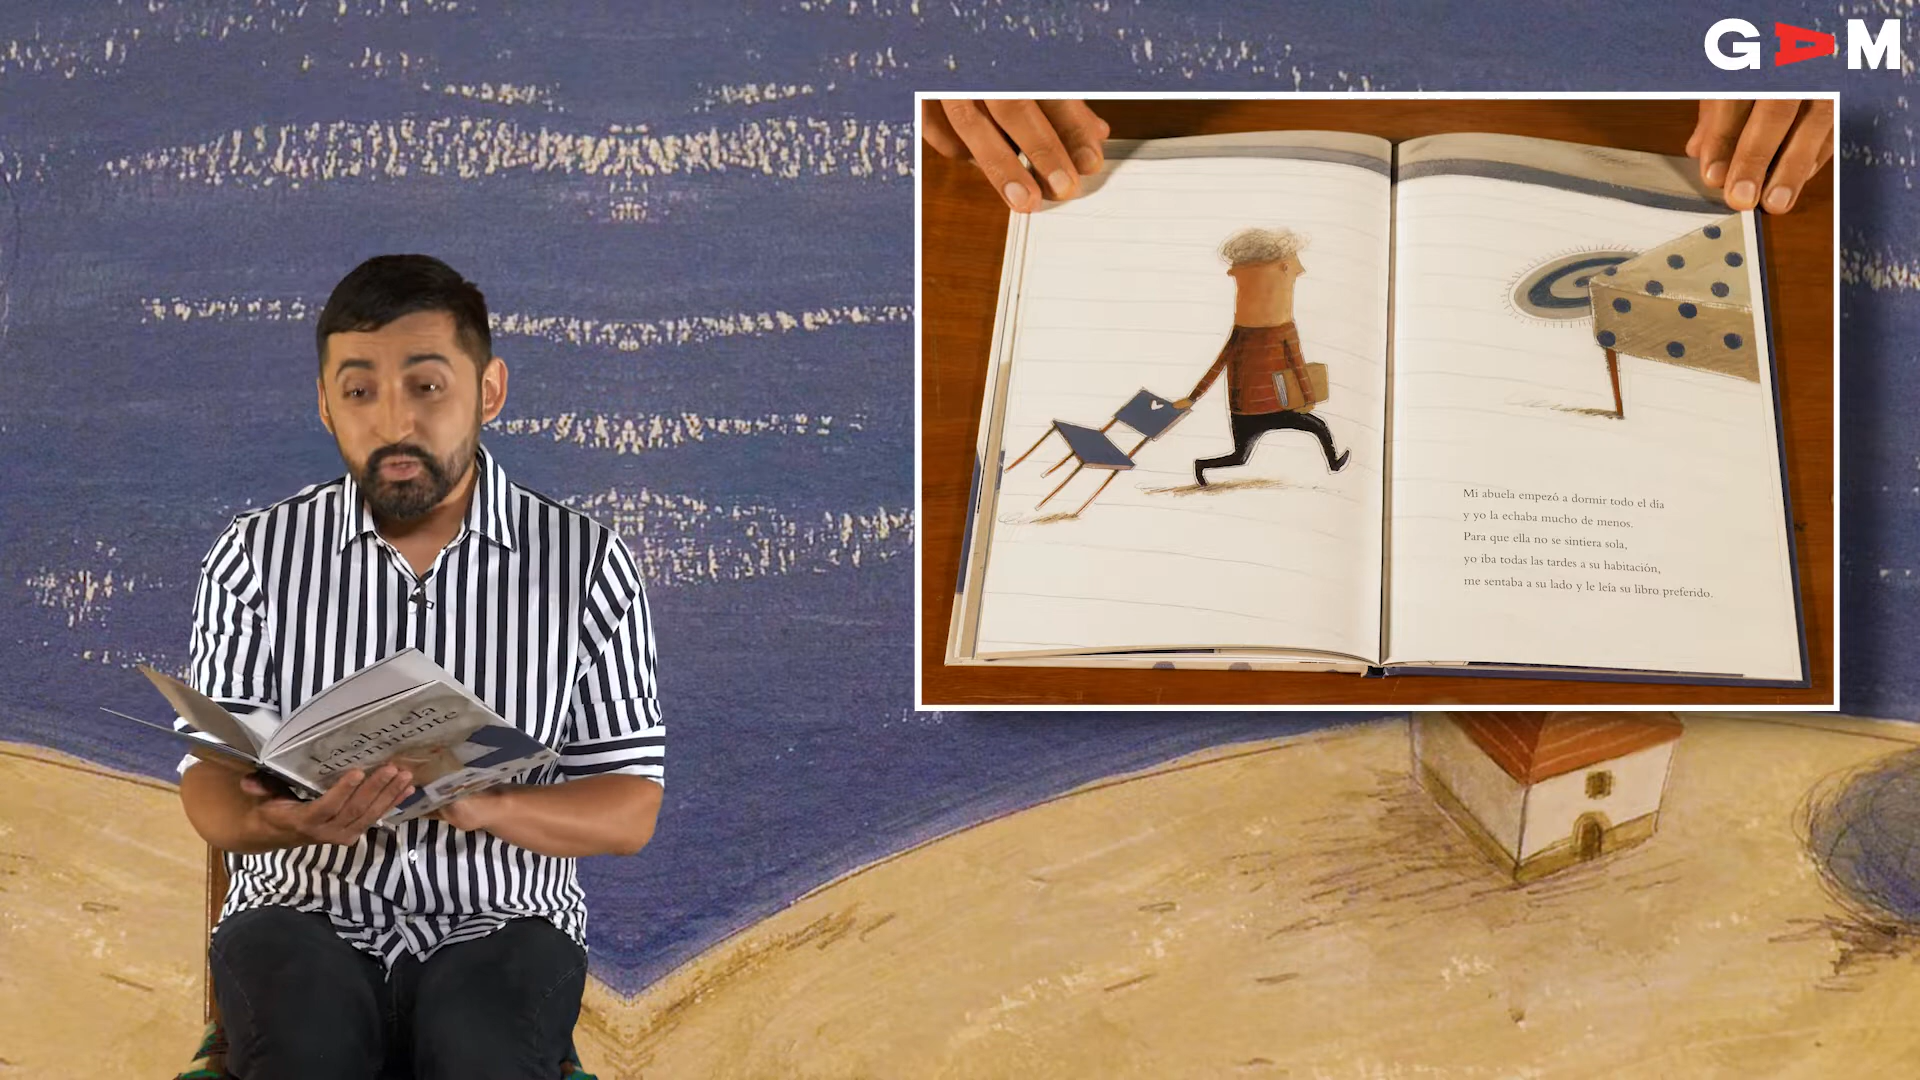 GAM
Mi abuela empezó a dormir todo el día
y yo la echaba mucho de menos.
Para que ella no se sintiera sola,
yo iba todas las tardes a su habitación,
me sentaba a su lado y le leía su libro preferido.
La abuela
durmiente